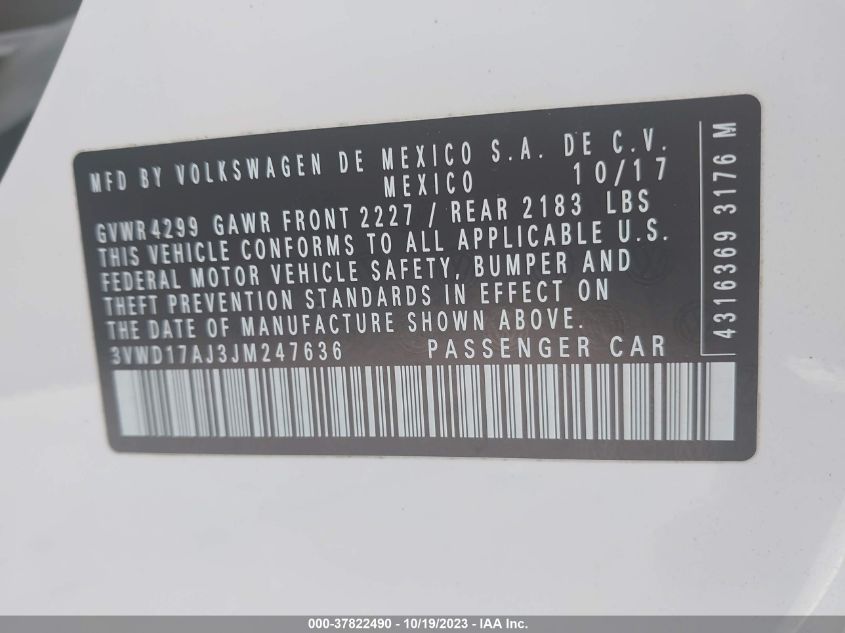 MFD BY VOLKSWAGEN DE MEXICO S.A. DE C.V.
MEXICO 10/17
GVWR 4299 GAWR FRONT 2227 / REAR 2183 LBS
THIS VEHICLE CONFORMS TO ALL APPLICABLE U.S.
FEDERAL MOTOR VEHICLE SAFETY, BUMPER AND
THEFT PREVENTION STANDARDS IN EFFECT ON
THE DATE OF MANUFACTURE SHOWN ABOVE.
3VWD17AJ3JM247636 PASSENGER CAR
4316369 3176 M
000-37822490 - 10/19/2023 - IAA Inc.